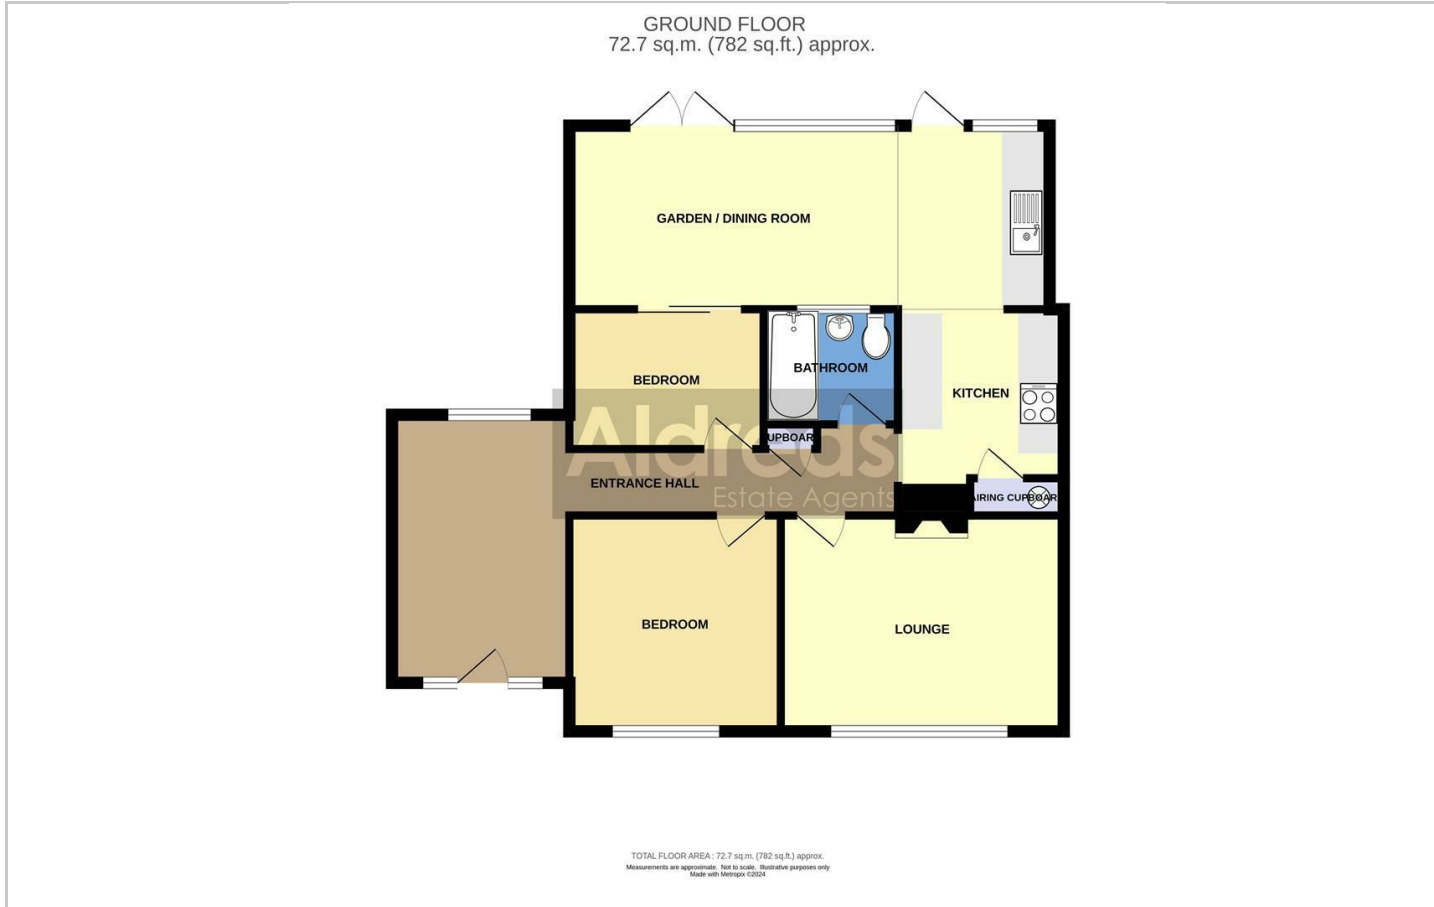 GROUND FLOOR
72.7 sq.m. (782 sq.ft.) approx.
GARDEN / DINING ROOM
BEDROOM
BATHROOM
KITCHEN
UPBOAR
Aldreds
Estate Agents
ENTRANCE HALL
AIRING CUPBOAR
BEDROOM
LOUNGE
TOTAL FLOOR AREA : 72.7 sq.m. (782 sq.ft.) approx.
Measurements are approximate. Not to scale. Illustrative purposes only
Made with Metropix ©2024